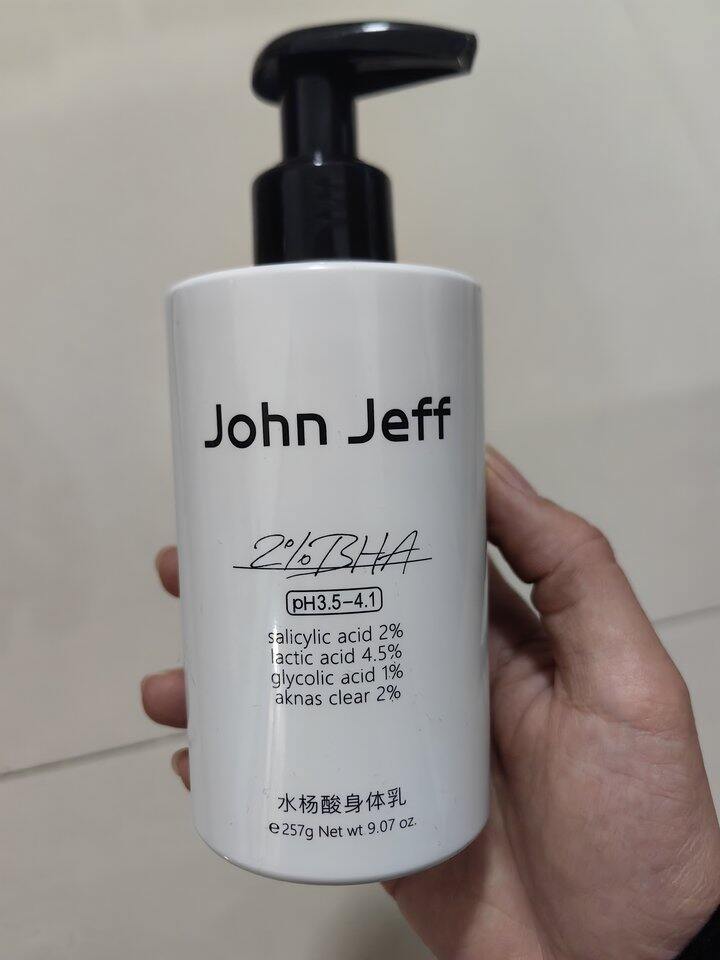 John Jeff
2%BHA
pH3.5-4.1
salicylic acid 2%
lactic acid 4.5%
glycolic acid 1%
aknas clear 2%
水杨酸身体乳
℮257g Net wt 9.07 oz.